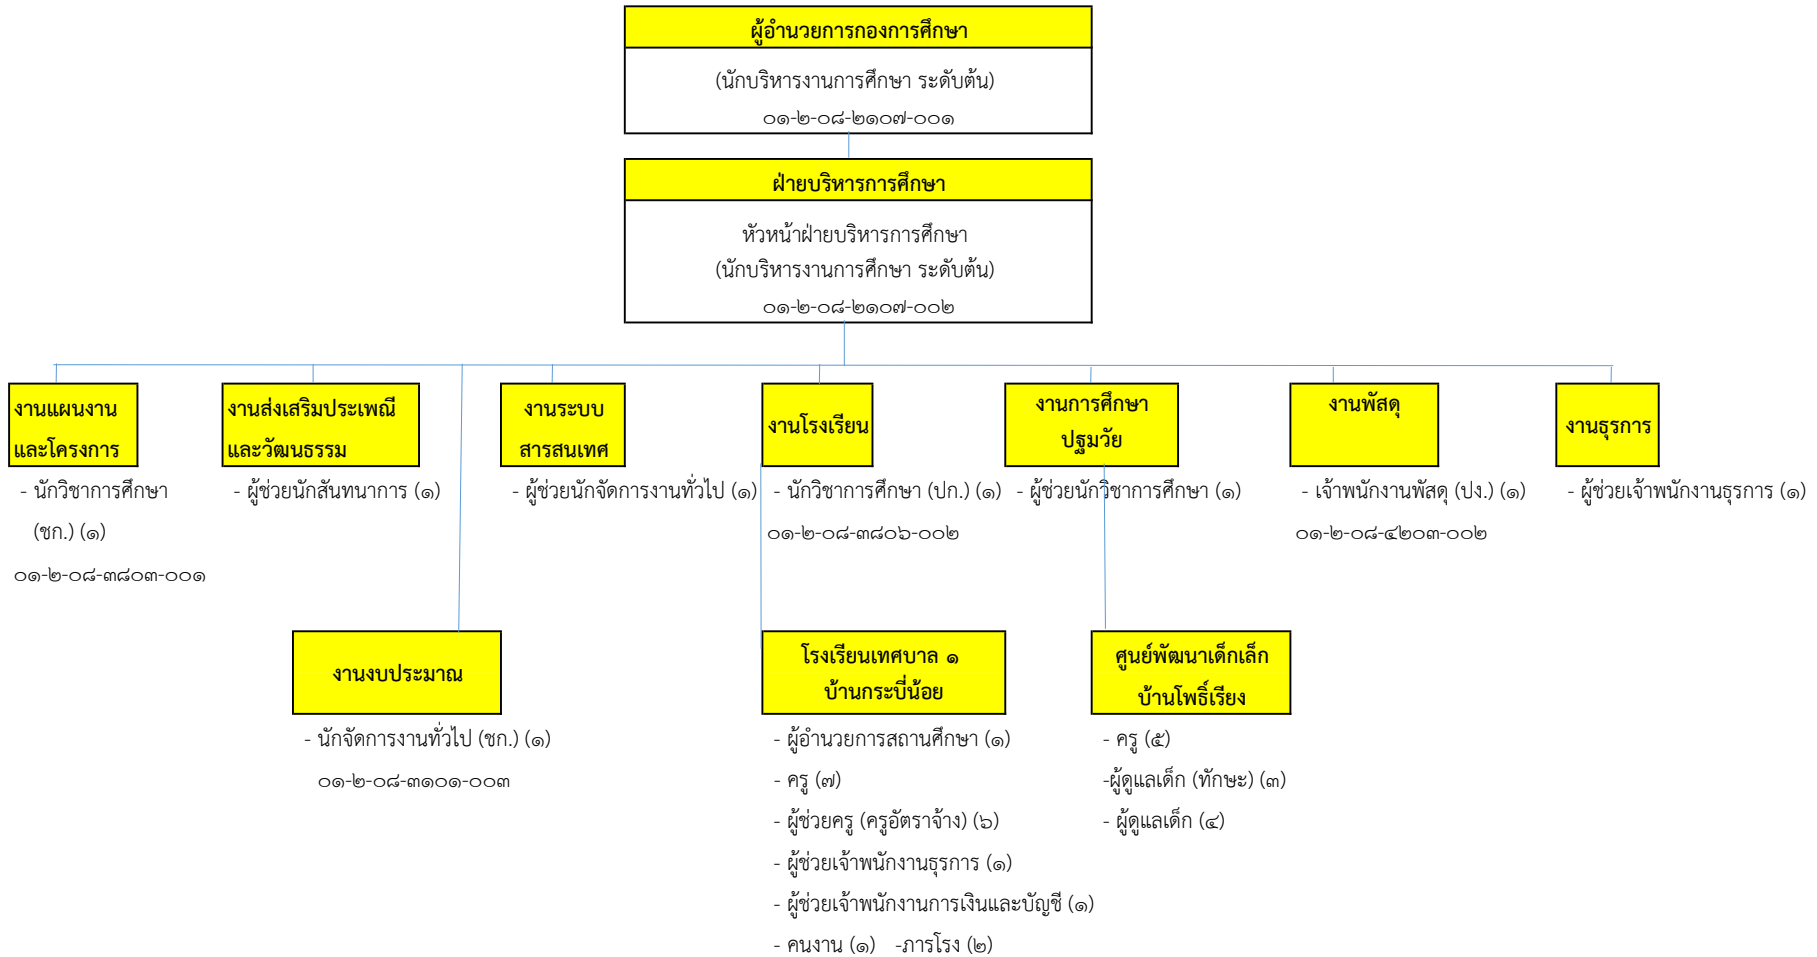 ผู้อำนวยการกองการศึกษา
(นักบริหารงานการศึกษา ระดับต้น)
๐๑-๒-๐๘-๒๑๐๗-๐๐๑
ฝ่ายบริหารการศึกษา
หัวหน้าฝ่ายบริหารการศึกษา
(นักบริหารงานการศึกษา ระดับต้น)
๐๑-๒-๐๘-๒๑๐๗-๐๐๒
งานแผนงาน
และโครงการ
- นักวิชาการศึกษา
(ชก.) (๑)
๐๑-๒-๐๘-๓๘๐๓-๐๐๑
งานส่งเสริมประเพณี
และวัฒนธรรม
- ผู้ช่วยนักสันทนาการ (๑)
งานระบบ
สารสนเทศ
- ผู้ช่วยนักจัดการงานทั่วไป (๑)
งานโรงเรียน
- นักวิชาการศึกษา (ปก.) (๑)
๐๑-๒-๐๘-๓๘๐๖-๐๐๒
งานการศึกษา
ปฐมวัย
- ผู้ช่วยนักวิชาการศึกษา (๑)
งานพัสดุ
- เจ้าพนักงานพัสดุ (ปง.) (๑)
๐๑-๒-๐๘-๔๒๐๓-๐๐๒
งานธุรการ
- ผู้ช่วยเจ้าพนักงานธุรการ (๑)
งานงบประมาณ
- นักจัดการงานทั่วไป (ชก.) (๑)
๐๑-๒-๐๘-๓๑๐๑-๐๐๓
โรงเรียนเทศบาล ๑
บ้านกระบี่น้อย
- ผู้อำนวยการสถานศึกษา (๑)
- ครู (๗)
- ผู้ช่วยครู (ครูอัตราจ้าง) (๖)
- ผู้ช่วยเจ้าพนักงานธุรการ (๑)
- ผู้ช่วยเจ้าพนักงานการเงินและบัญชี (๑)
- คนงาน (๑) -ภารโรง (๒)
ศูนย์พัฒนาเด็กเล็ก
บ้านโพธิ์เรียง
- ครู (๕)
-ผู้ดูแลเด็ก (ทักษะ) (๓)
- ผู้ดูแลเด็ก (๔)